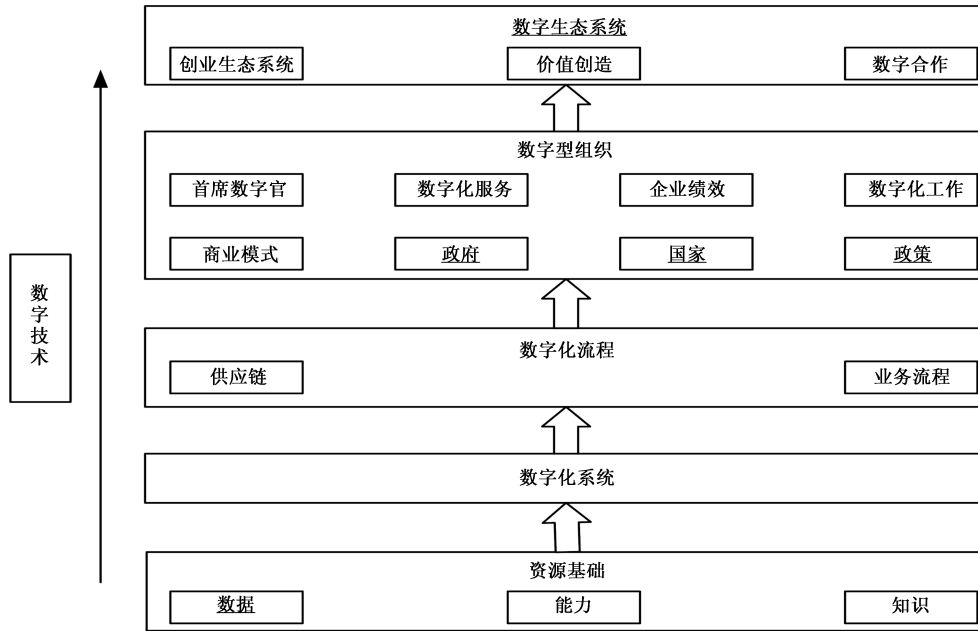 数字生态系统
创业生态系统 价值创造 数字合作
数字型组织
首席数字官 数字化服务 企业绩效 数字化工作
商业模式 政府 国家 政策
数字技术
数字化流程
供应链 业务流程
数字化系统
资源基础
数据 能力 知识